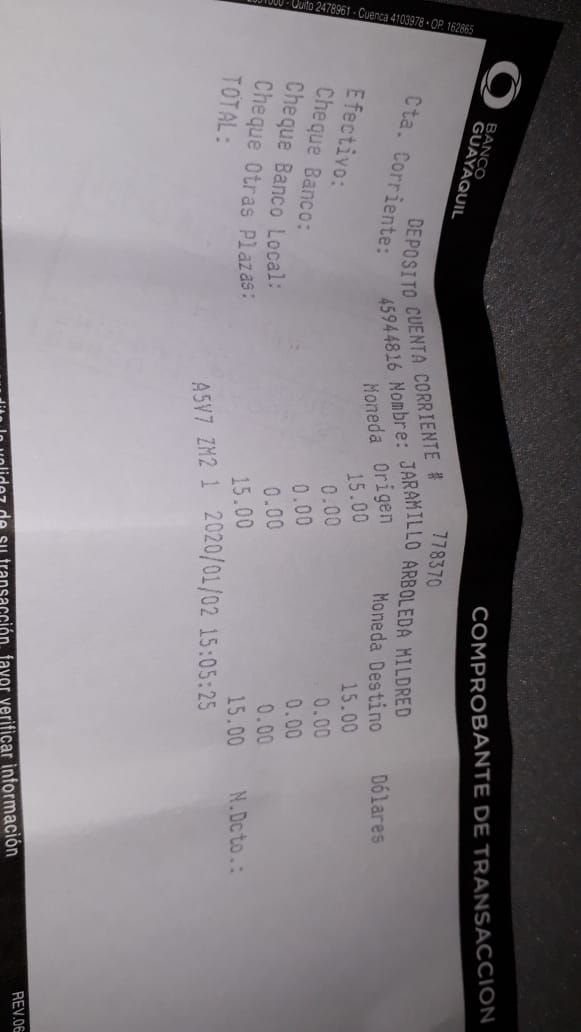 - Quito 2478961 - Cuenca 4103978 • OP. 162865
BANCO
GUAYAQUIL
COMPROBANTE DE TRANSACCION
DEPOSITO CUENTA CORRIENTE # 778370
Cta. Corriente: 45944816 Nombre: JARAMILLO ARBOLEDA MILDRED
Moneda Origen Moneda Destino Dólares
Efectivo: 15.00 15.00
Cheque Banco: 0.00 0.00
Cheque Banco Local: 0.00 0.00
Cheque Otras Plazas: 0.00 0.00
TOTAL: 15.00 15.00 N.Dcto.:
A5V7 ZM2 1 2020/01/02 15:05:25
la validez de su transacción, favor verificar información
REV.06